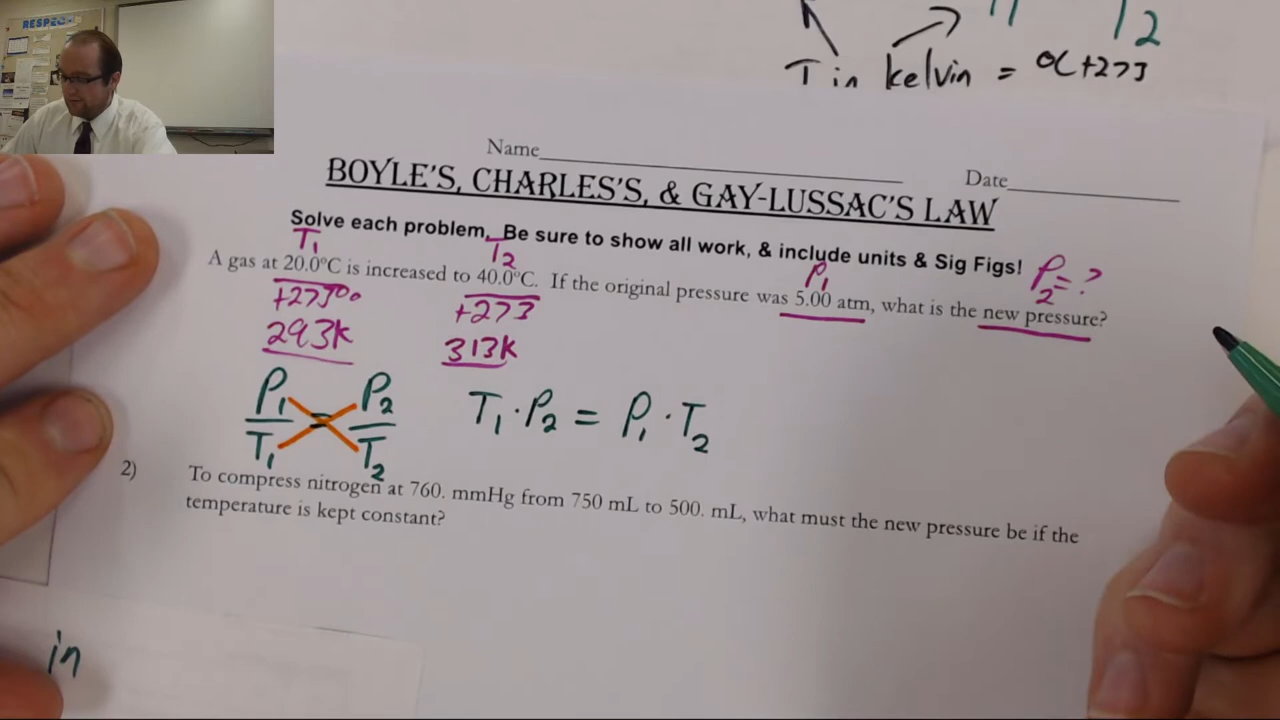 RESPECT
T1 T2
T in kelvin = °C+273
Name
Date
BOYLE'S, CHARLES'S, & GAY-LUSSAC'S LAW
Solve each problem, Be sure to show all work, & include units & Sig Figs!
T1 T2 P1 P2=?
A gas at 20.0°C is increased to 40.0°C. If the original pressure was 5.00 atm, what is the new pressure?
+273.00 +273
293K 313K
P1 = P2 T1·P2 = P1·T2
T1 T2
2) To compress nitrogen at 760. mmHg from 750 mL to 500. mL, what must the new pressure be if the
temperature is kept constant?
in